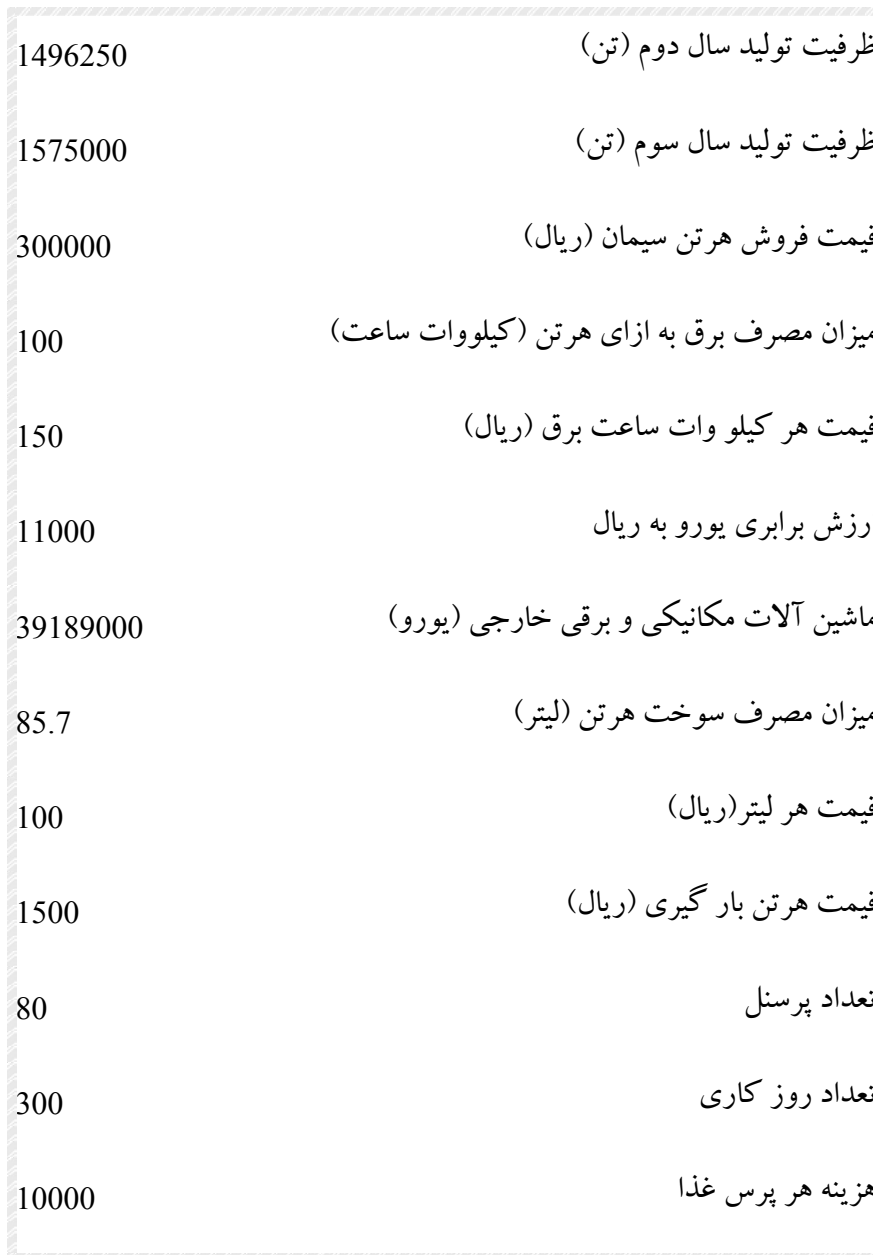 ظرفیت تولید سال دوم (تن) 1496250
ظرفیت تولید سال سوم (تن) 1575000
قیمت فروش هرتن سیمان (ریال) 300000
میزان مصرف برق به ازای هرتن (کیلووات ساعت) 100
قیمت هر کیلو وات ساعت برق (ریال) 150
ارزش برابری یورو به ریال 11000
ماشین آلات مکانیکی و برقی خارجی (یورو) 39189000
میزان مصرف سوخت هرتن (لیتر) 85.7
قیمت هر لیتر(ریال) 100
قیمت هرتن بار گیری (ریال) 1500
تعداد پرسنل 80
تعداد روز کاری 300
هزینه هر پرس غذا 10000